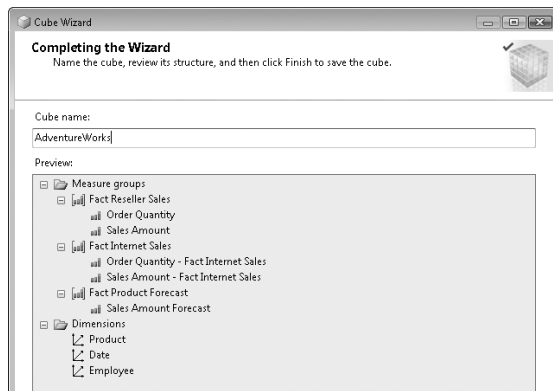 Cube Wizard
Completing the Wizard
Name the cube, review its structure, and then click Finish to save the cube.
Cube name:
AdventureWorks
Preview:
Measure groups
Fact Reseller Sales
Order Quantity
Sales Amount
Fact Internet Sales
Order Quantity - Fact Internet Sales
Sales Amount - Fact Internet Sales
Fact Product Forecast
Sales Amount Forecast
Dimensions
Product
Date
Employee